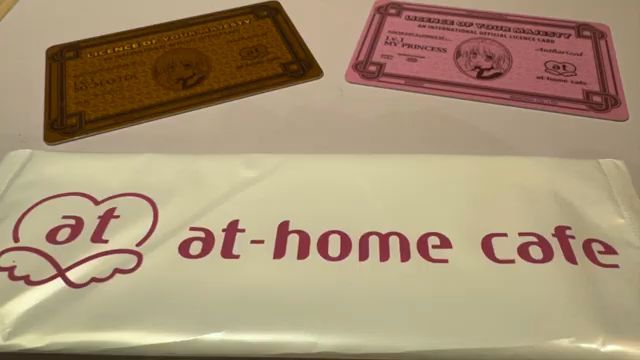 LICENCE OF YOUR MAJESTY
at
LICENCE OF YOUR MAJESTY
AN INTERNATIONAL OFFICIAL LICENCE CARD
Lv.1
MY PRINCESS
Authorized
at
at-home cafe
at
at-home cafe